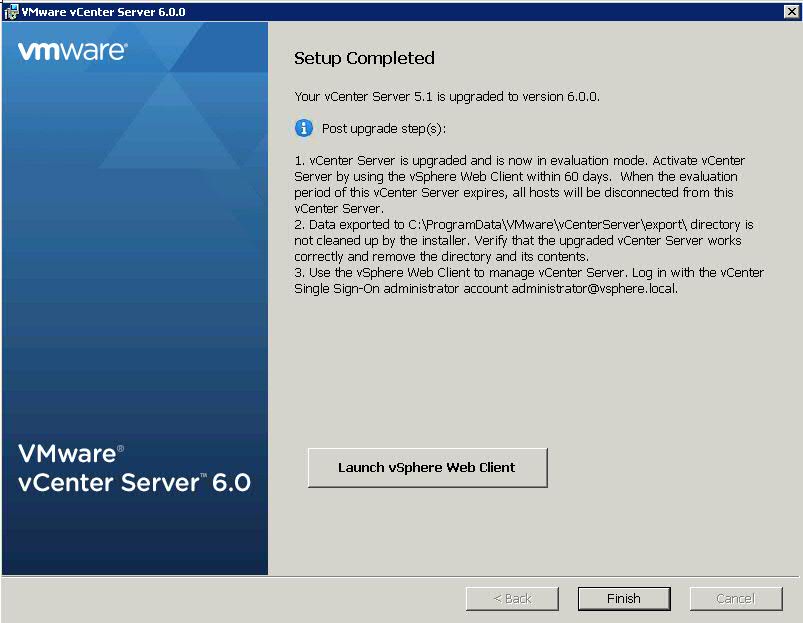 VMware vCenter Server 6.0.0
vmware®
Setup Completed
Your vCenter Server 5.1 is upgraded to version 6.0.0.
Post upgrade step(s):
1. vCenter Server is upgraded and is now in evaluation mode. Activate vCenter
Server by using the vSphere Web Client within 60 days.  When the evaluation
period of this vCenter Server expires, all hosts will be disconnected from this
vCenter Server.
2. Data exported to C:\ProgramData\VMware\vCenterServer\export\ directory is
not cleaned up by the installer. Verify that the upgraded vCenter Server works
correctly and remove the directory and its contents.
3. Use the vSphere Web Client to manage vCenter Server. Log in with the vCenter
Single Sign-On administrator account administrator@vsphere.local.
VMware®
vCenter Server™ 6.0
Launch vSphere Web Client
< Back
Finish
Cancel